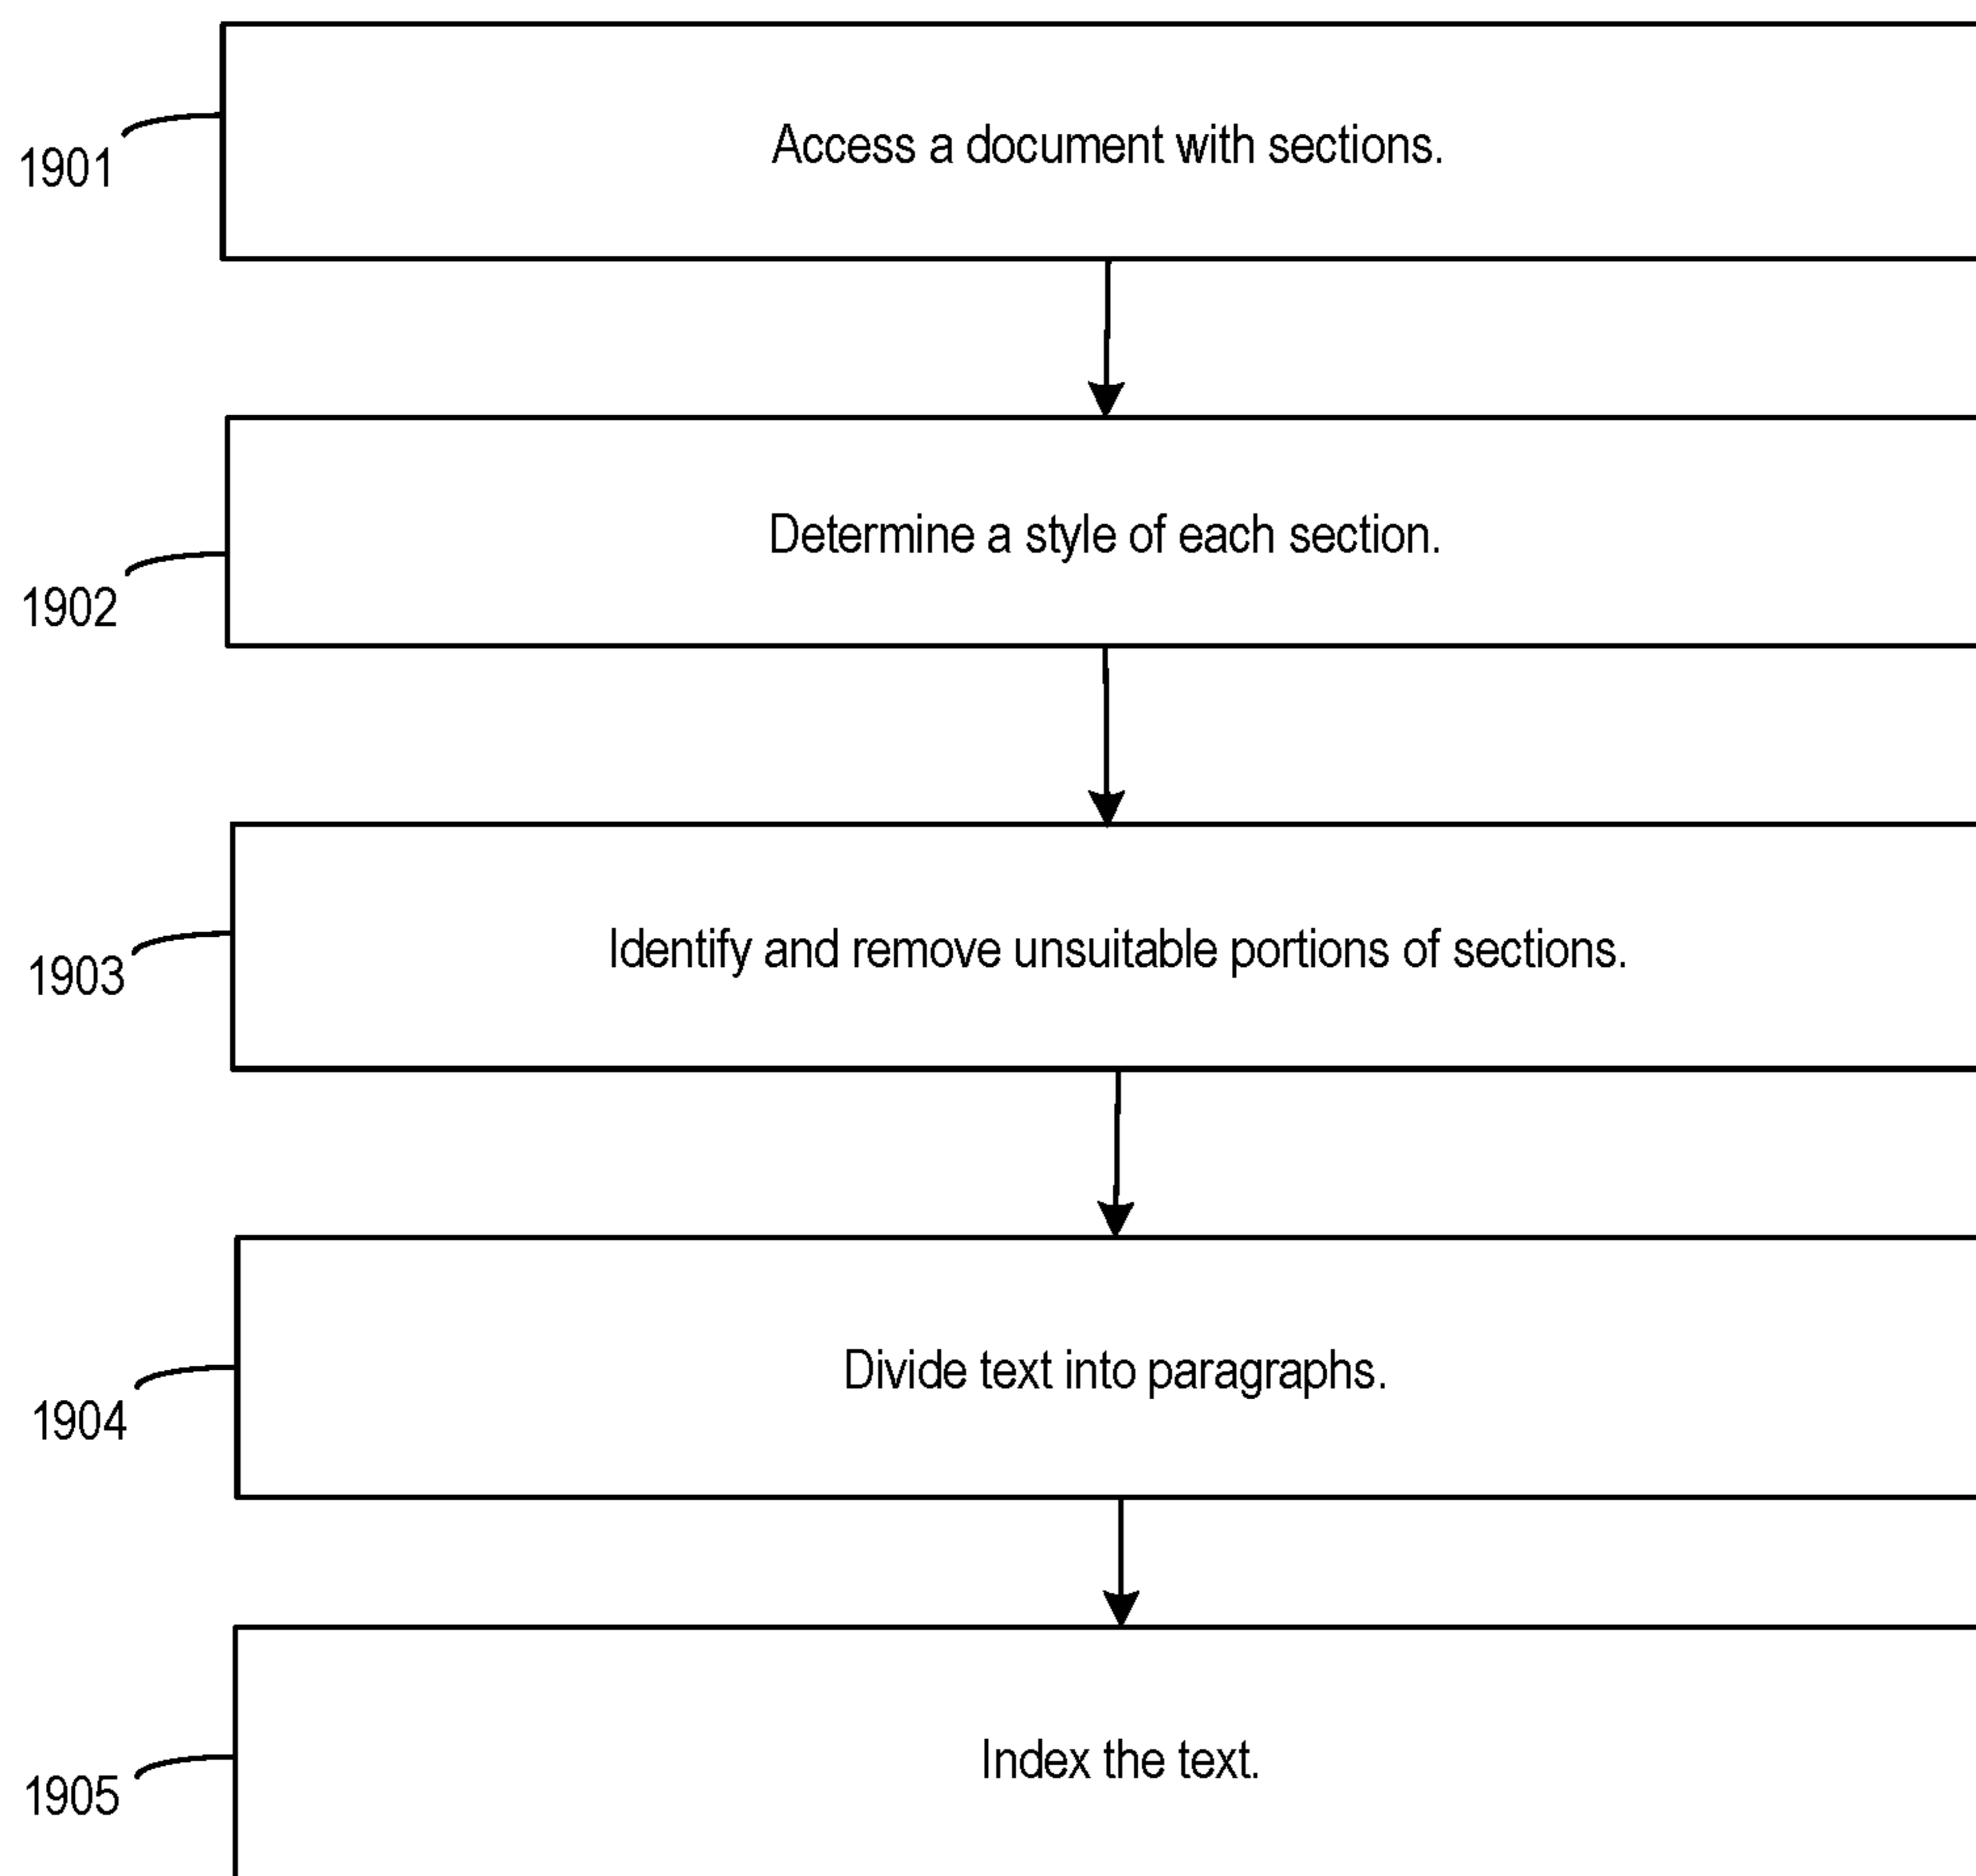 Access a document with sections.
1901
Determine a style of each section.
1902
Identify and remove unsuitable portions of sections.
1903
Divide text into paragraphs.
1904
Index the text.
1905